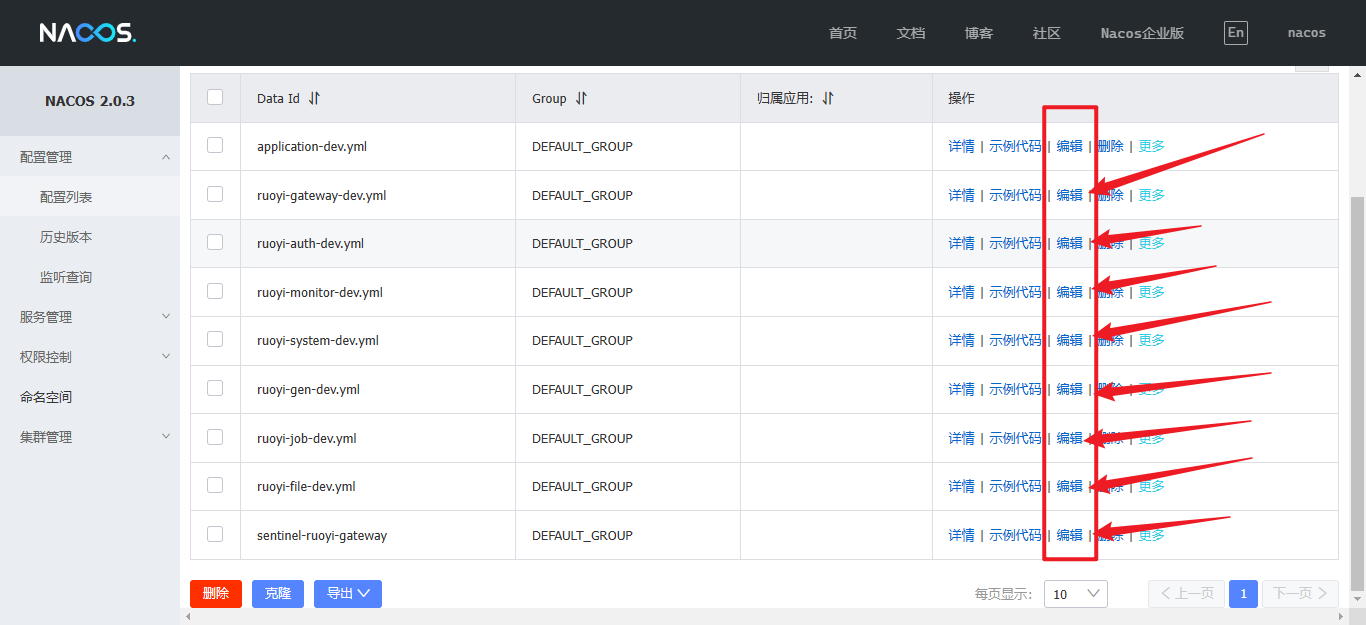 NACOS.
首页 文档 博客 社区 Nacos企业版 En nacos
NACOS 2.0.3
配置管理
配置列表
历史版本
监听查询
服务管理
权限控制
命名空间
集群管理
Data Id Group 归属应用: 操作
application-dev.yml DEFAULT_GROUP 详情 | 示例代码 | 编辑 | 删除 | 更多
ruoyi-gateway-dev.yml DEFAULT_GROUP 详情 | 示例代码 | 编辑 | 删除 | 更多
ruoyi-auth-dev.yml DEFAULT_GROUP 详情 | 示例代码 | 编辑 | 删除 | 更多
ruoyi-monitor-dev.yml DEFAULT_GROUP 详情 | 示例代码 | 编辑 | 删除 | 更多
ruoyi-system-dev.yml DEFAULT_GROUP 详情 | 示例代码 | 编辑 | 删除 | 更多
ruoyi-gen-dev.yml DEFAULT_GROUP 详情 | 示例代码 | 编辑 | 删除 | 更多
ruoyi-job-dev.yml DEFAULT_GROUP 详情 | 示例代码 | 编辑 | 删除 | 更多
ruoyi-file-dev.yml DEFAULT_GROUP 详情 | 示例代码 | 编辑 | 删除 | 更多
sentinel-ruoyi-gateway DEFAULT_GROUP 详情 | 示例代码 | 编辑 | 删除 | 更多
删除 克隆 导出 每页显示: 10 上一页 1 下一页